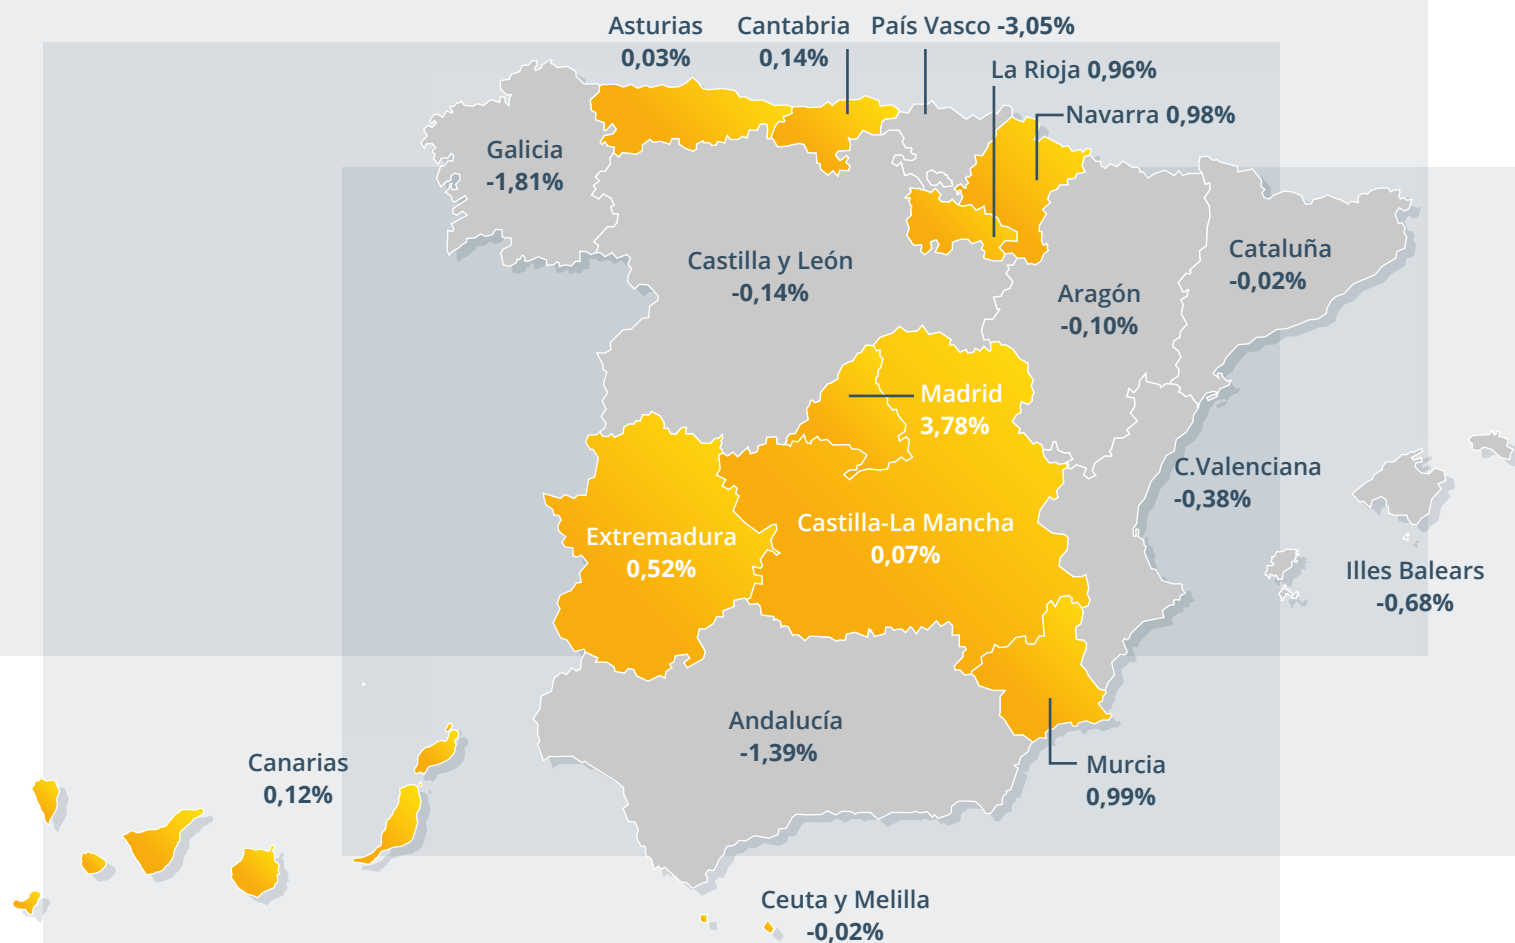 Asturias
0,03%
Cantabria
0,14%
País Vasco -3,05%
La Rioja 0,96%
Navarra 0,98%
Galicia
-1,81%
Castilla y León
-0,14%
Aragón
-0,10%
Cataluña
-0,02%
Madrid
3,78%
C.Valenciana
-0,38%
Extremadura
0,52%
Castilla-La Mancha
0,07%
Illes Balears
-0,68%
Andalucía
-1,39%
Canarias
0,12%
Murcia
0,99%
Ceuta y Melilla
-0,02%